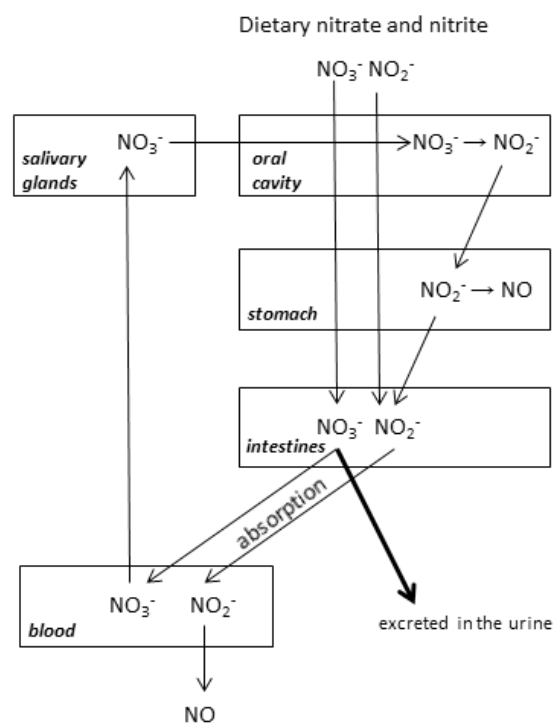 Dietary nitrate and nitrite
NO₃⁻ NO₂⁻
NO₃⁻
salivary
glands
oral
cavity
NO₃⁻ → NO₂⁻
NO₂⁻ → NO
stomach
NO₃⁻ NO₂⁻
intestines
absorption
NO₃⁻ NO₂⁻
blood
excreted in the urine
NO